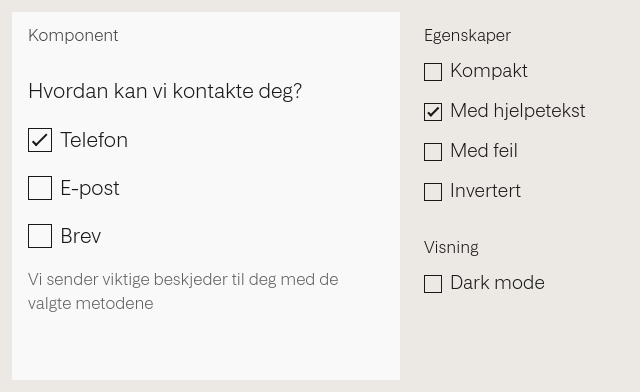 Komponent
Hvordan kan vi kontakte deg?
Telefon
E-post
Brev
Vi sender viktige beskjeder til deg med de
valgte metodene
Egenskaper
Kompakt
Med hjelpetekst
Med feil
Invertert
Visning
Dark mode